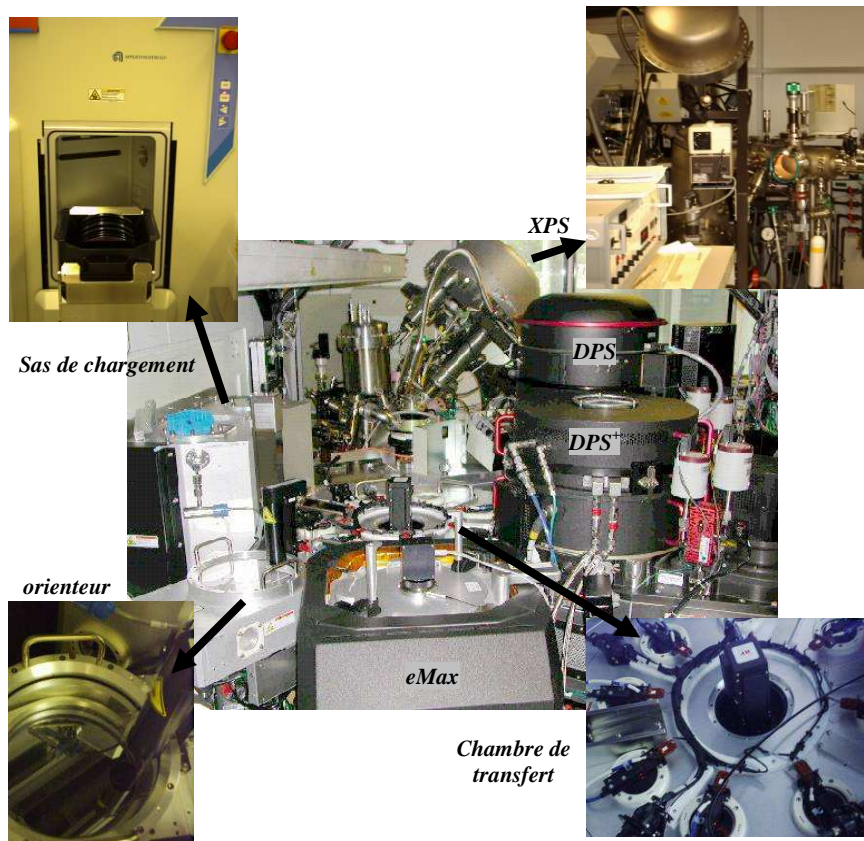 XPS
DPS
Sas de chargement
DPS+
orienteur
eMax
Chambre de
transfert